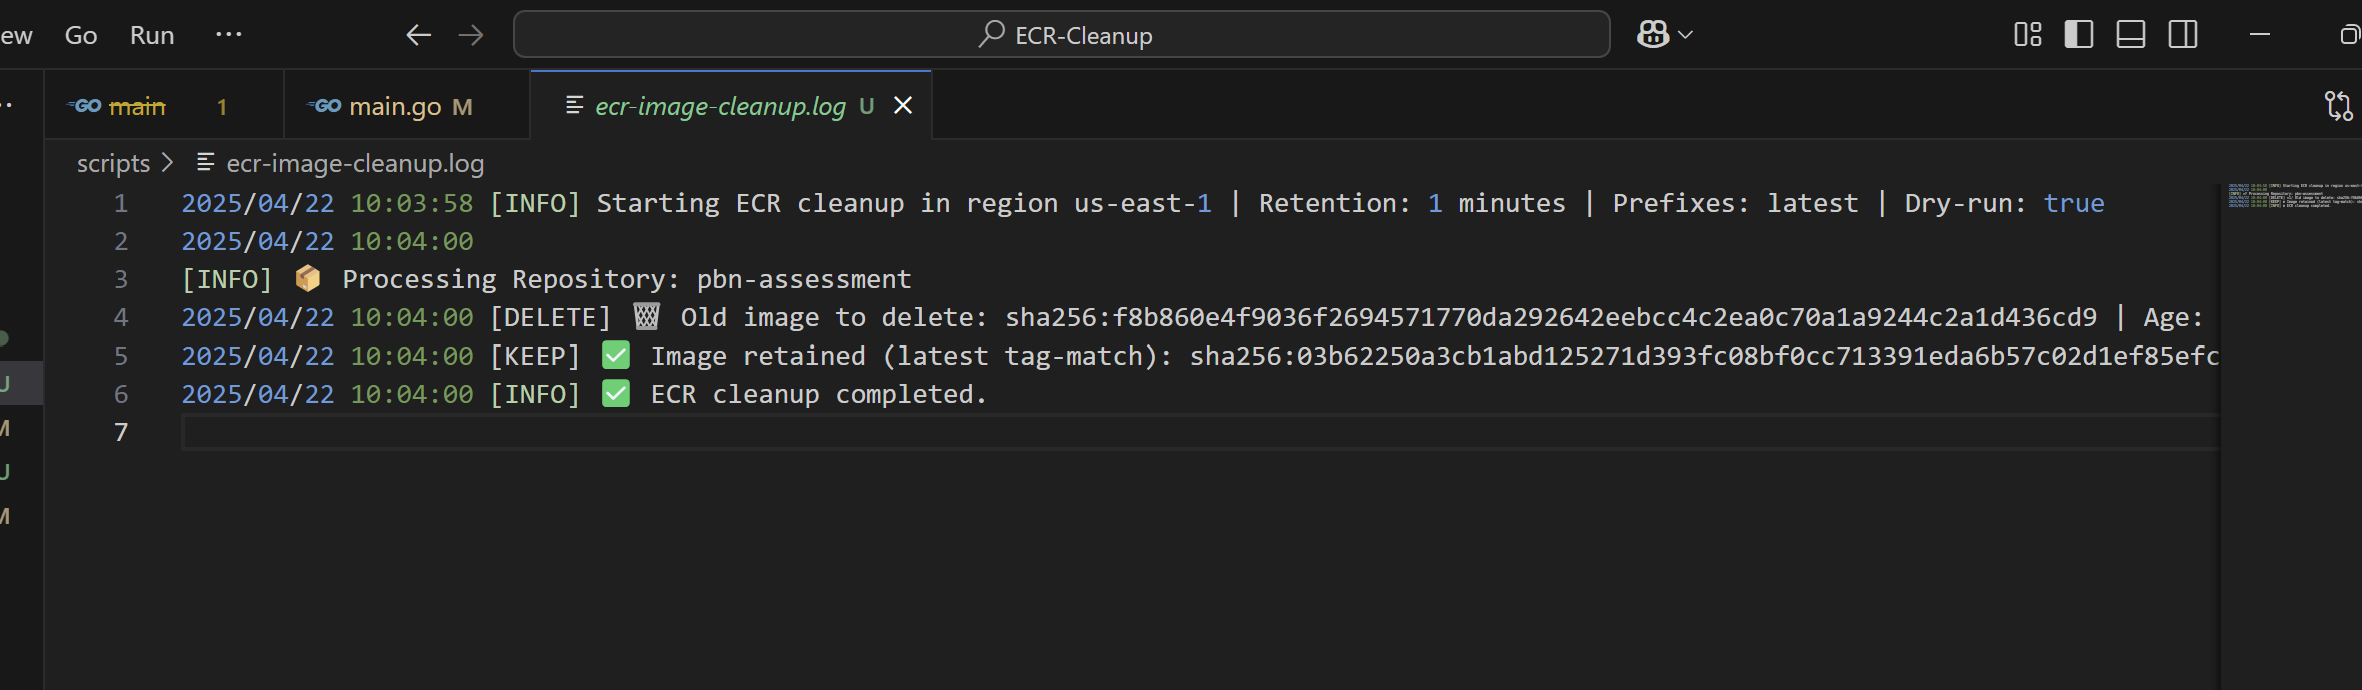 ew Go Run ··· ECR-Cleanup
GO main 1 GO main.go M ecr-image-cleanup.log U
scripts > ecr-image-cleanup.log
1 2025/04/22 10:03:58 [INFO] Starting ECR cleanup in region us-east-1 | Retention: 1 minutes | Prefixes: latest | Dry-run: true
2 2025/04/22 10:04:00
3 [INFO] 📦 Processing Repository: pbn-assessment
4 2025/04/22 10:04:00 [DELETE] 🗑️ Old image to delete: sha256:f8b860e4f9036f2694571770da292642eebcc4c2ea0c70a1a9244c2a1d436cd9 | Age:
5 2025/04/22 10:04:00 [KEEP] ✅ Image retained (latest tag-match): sha256:03b62250a3cb1abd125271d393fc08bf0cc713391eda6b57c02d1ef85efc
6 2025/04/22 10:04:00 [INFO] ✅ ECR cleanup completed.
7
U
M
U
M